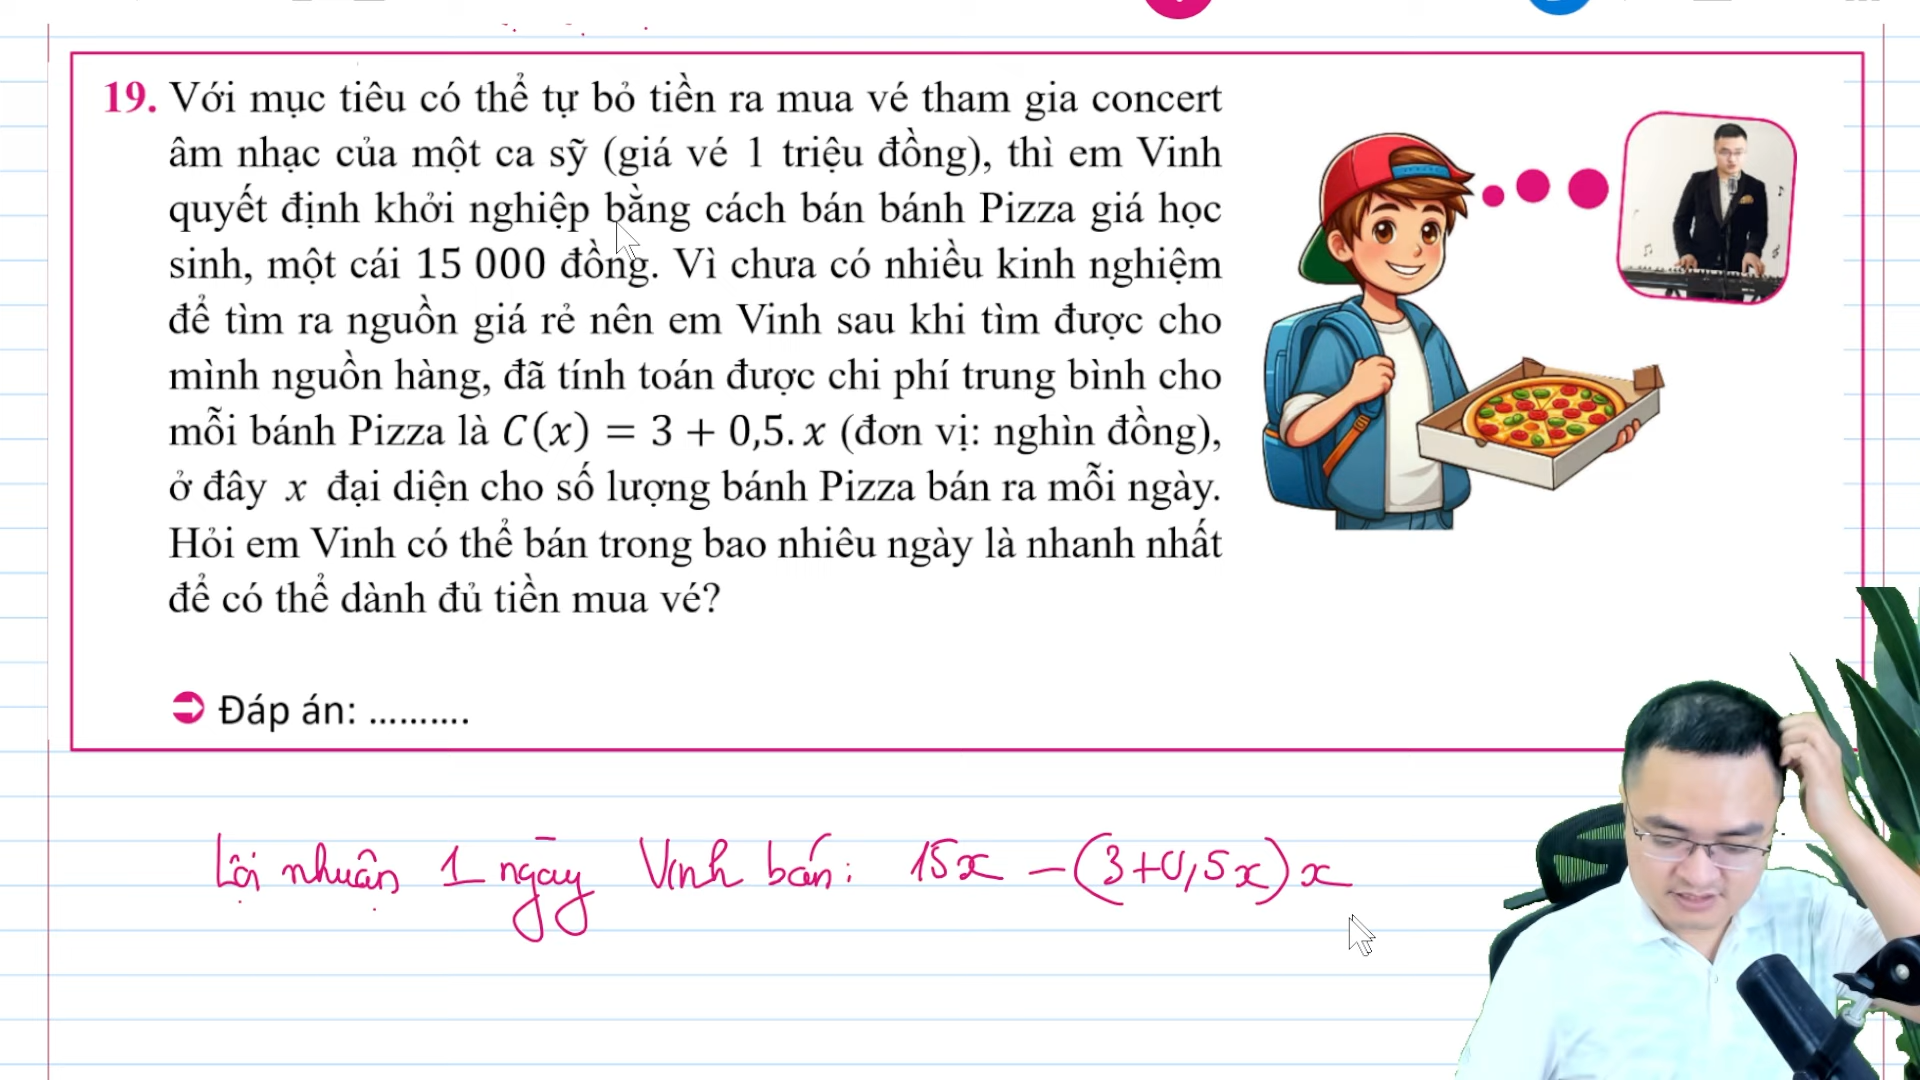 19. Với mục tiêu có thể tự bỏ tiền ra mua vé tham gia concert
âm nhạc của một ca sỹ (giá vé 1 triệu đồng), thì em Vinh
quyết định khởi nghiệp bằng cách bán bánh Pizza giá học
sinh, một cái 15 000 đồng. Vì chưa có nhiều kinh nghiệm
để tìm ra nguồn giá rẻ nên em Vinh sau khi tìm được cho
mình nguồn hàng, đã tính toán được chi phí trung bình cho
mỗi bánh Pizza là C(x) = 3 + 0,5. x (đơn vị: nghìn đồng),
ở đây x đại diện cho số lượng bánh Pizza bán ra mỗi ngày.
Hỏi em Vinh có thể bán trong bao nhiêu ngày là nhanh nhất
để có thể dành đủ tiền mua vé?
Đáp án: ..........
Lợi nhuận 1 ngày Vinh bán: 15x - (3+0,5x)x